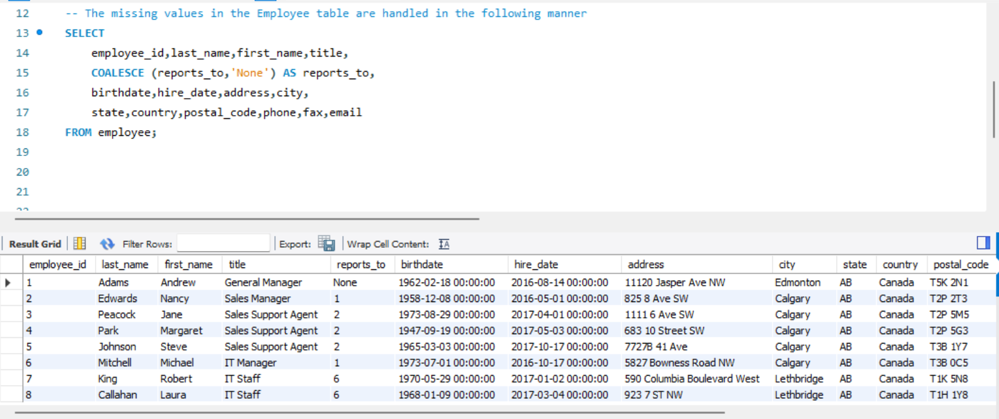 12 -- The missing values in the Employee table are handled in the following manner
13 SELECT
14 employee_id,last_name,first_name,title,
15 COALESCE (reports_to,'None') AS reports_to,
16 birthdate,hire_date,address,city,
17 state,country,postal_code,phone,fax,email
18 FROM employee;
19
20
21
Result Grid Filter Rows: Export: Wrap Cell Content:
employee_id last_name first_name title reports_to birthdate hire_date address city state country postal_code
1 Adams Andrew General Manager None 1962-02-18 00:00:00 2016-08-14 00:00:00 11120 Jasper Ave NW Edmonton AB Canada T5K 2N1
2 Edwards Nancy Sales Manager 1 1958-12-08 00:00:00 2016-05-01 00:00:00 825 8 Ave SW Calgary AB Canada T2P 2T3
3 Peacock Jane Sales Support Agent 2 1973-08-29 00:00:00 2017-04-01 00:00:00 1111 6 Ave SW Calgary AB Canada T2P 5M5
4 Park Margaret Sales Support Agent 2 1947-09-19 00:00:00 2017-05-03 00:00:00 683 10 Street SW Calgary AB Canada T2P 5G3
5 Johnson Steve Sales Support Agent 2 1965-03-03 00:00:00 2017-10-17 00:00:00 7727B 41 Ave Calgary AB Canada T3B 1Y7
6 Mitchell Michael IT Manager 1 1973-07-01 00:00:00 2016-10-17 00:00:00 5827 Bowness Road NW Calgary AB Canada T3B 0C5
7 King Robert IT Staff 6 1970-05-29 00:00:00 2017-01-02 00:00:00 590 Columbia Boulevard West Lethbridge AB Canada T1K 5N8
8 Callahan Laura IT Staff 6 1968-01-09 00:00:00 2017-03-04 00:00:00 923 7 ST NW Lethbridge AB Canada T1H 1Y8